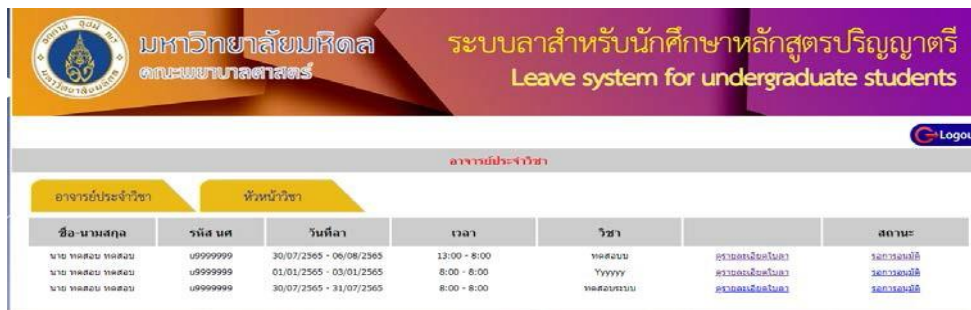 มหาวิทยาลัยมหิดล
คณะพยาบาลศาสตร์
ระบบลาสำหรับนักศึกษาหลักสูตรปริญญาตรี
Leave system for undergraduate students
Logou
อาจารย์ประจำวิชา
อาจารย์ประจำวิชา หัวหน้าวิชา
ชื่อ-นามสกุล รหัส นศ วันที่ลา เวลา วิชา สถานะ
นาย ทดสอบ ทดสอบ u9999999 30/07/2565 - 06/08/2565 13:00 - 8:00 ทดสอบบ ดูรายละเอียดใบลา รอการอนุมัติ
นาย ทดสอบ ทดสอบ u9999999 01/01/2565 - 03/01/2565 8:00 - 8:00 Yyyyyy ดูรายละเอียดใบลา รอการอนุมัติ
นาย ทดสอบ ทดสอบ u9999999 30/07/2565 - 31/07/2565 8:00 - 8:00 ทดสอบระบบ ดูรายละเอียดใบลา รอการอนุมัติ